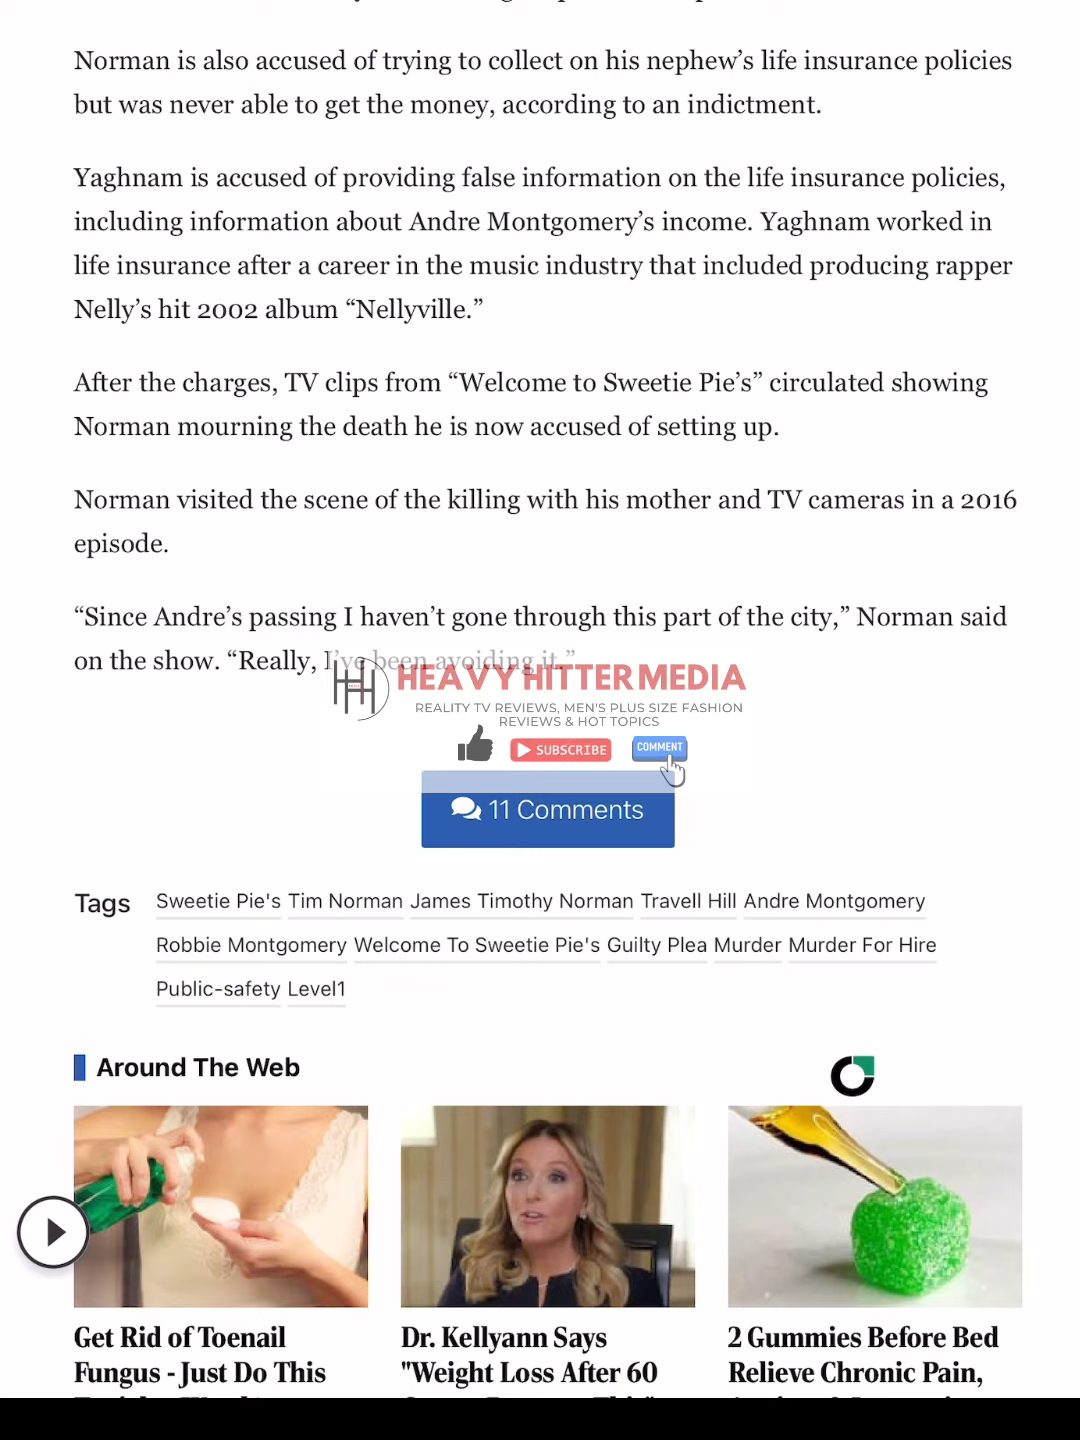 Norman is also accused of trying to collect on his nephew’s life insurance policies
but was never able to get the money, according to an indictment.
Yaghnam is accused of providing false information on the life insurance policies,
including information about Andre Montgomery’s income. Yaghnam worked in
life insurance after a career in the music industry that included producing rapper
Nelly’s hit 2002 album “Nellyville.”
After the charges, TV clips from “Welcome to Sweetie Pie’s” circulated showing
Norman mourning the death he is now accused of setting up.
Norman visited the scene of the killing with his mother and TV cameras in a 2016
episode.
“Since Andre’s passing I haven’t gone through this part of the city,” Norman said
on the show. “Really, I’ve been avoiding it.”
HEAVY HITTER MEDIA
REALITY TV REVIEWS, MEN'S PLUS SIZE FASHION
REVIEWS & HOT TOPICS
SUBSCRIBE
COMMENT
11 Comments
Tags Sweetie Pie's Tim Norman James Timothy Norman Travell Hill Andre Montgomery
Robbie Montgomery Welcome To Sweetie Pie's Guilty Plea Murder Murder For Hire
Public-safety Level1
Around The Web
Get Rid of Toenail
Fungus - Just Do This
Dr. Kellyann Says
"Weight Loss After 60
2 Gummies Before Bed
Relieve Chronic Pain,